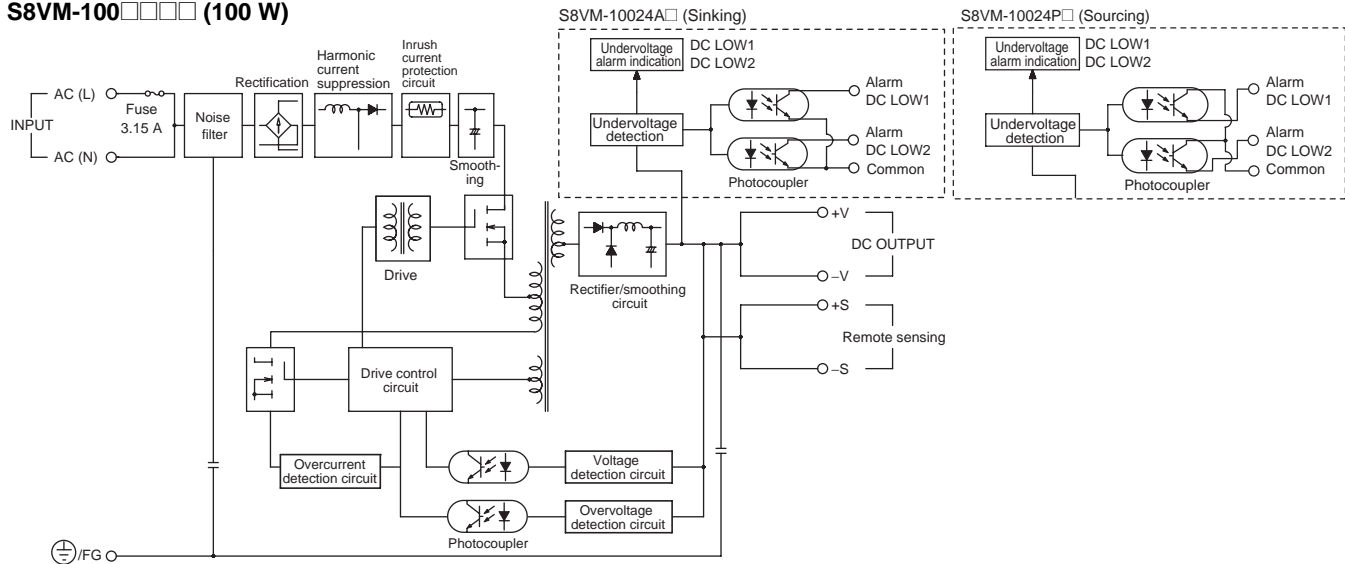 S8VM-100□□□□ (100 W)
S8VM-10024A□ (Sinking)
Undervoltage
alarm indication
DC LOW1
DC LOW2
Undervoltage
detection
Alarm
DC LOW1
Alarm
DC LOW2
Common
Photocoupler
S8VM-10024P□ (Sourcing)
Undervoltage
alarm indication
DC LOW1
DC LOW2
Undervoltage
detection
Alarm
DC LOW1
Alarm
DC LOW2
Common
Photocoupler
INPUT
AC (L)
AC (N)
Fuse
3.15 A
Noise
filter
Rectification
Harmonic
current
suppression
Inrush
current
protection
circuit
Smooth-
ing
Drive
Rectifier/smoothing
circuit
+V
DC OUTPUT
−V
+S
Remote sensing
−S
Drive control
circuit
Overcurrent
detection circuit
Voltage
detection circuit
Overvoltage
detection circuit
Photocoupler
/FG